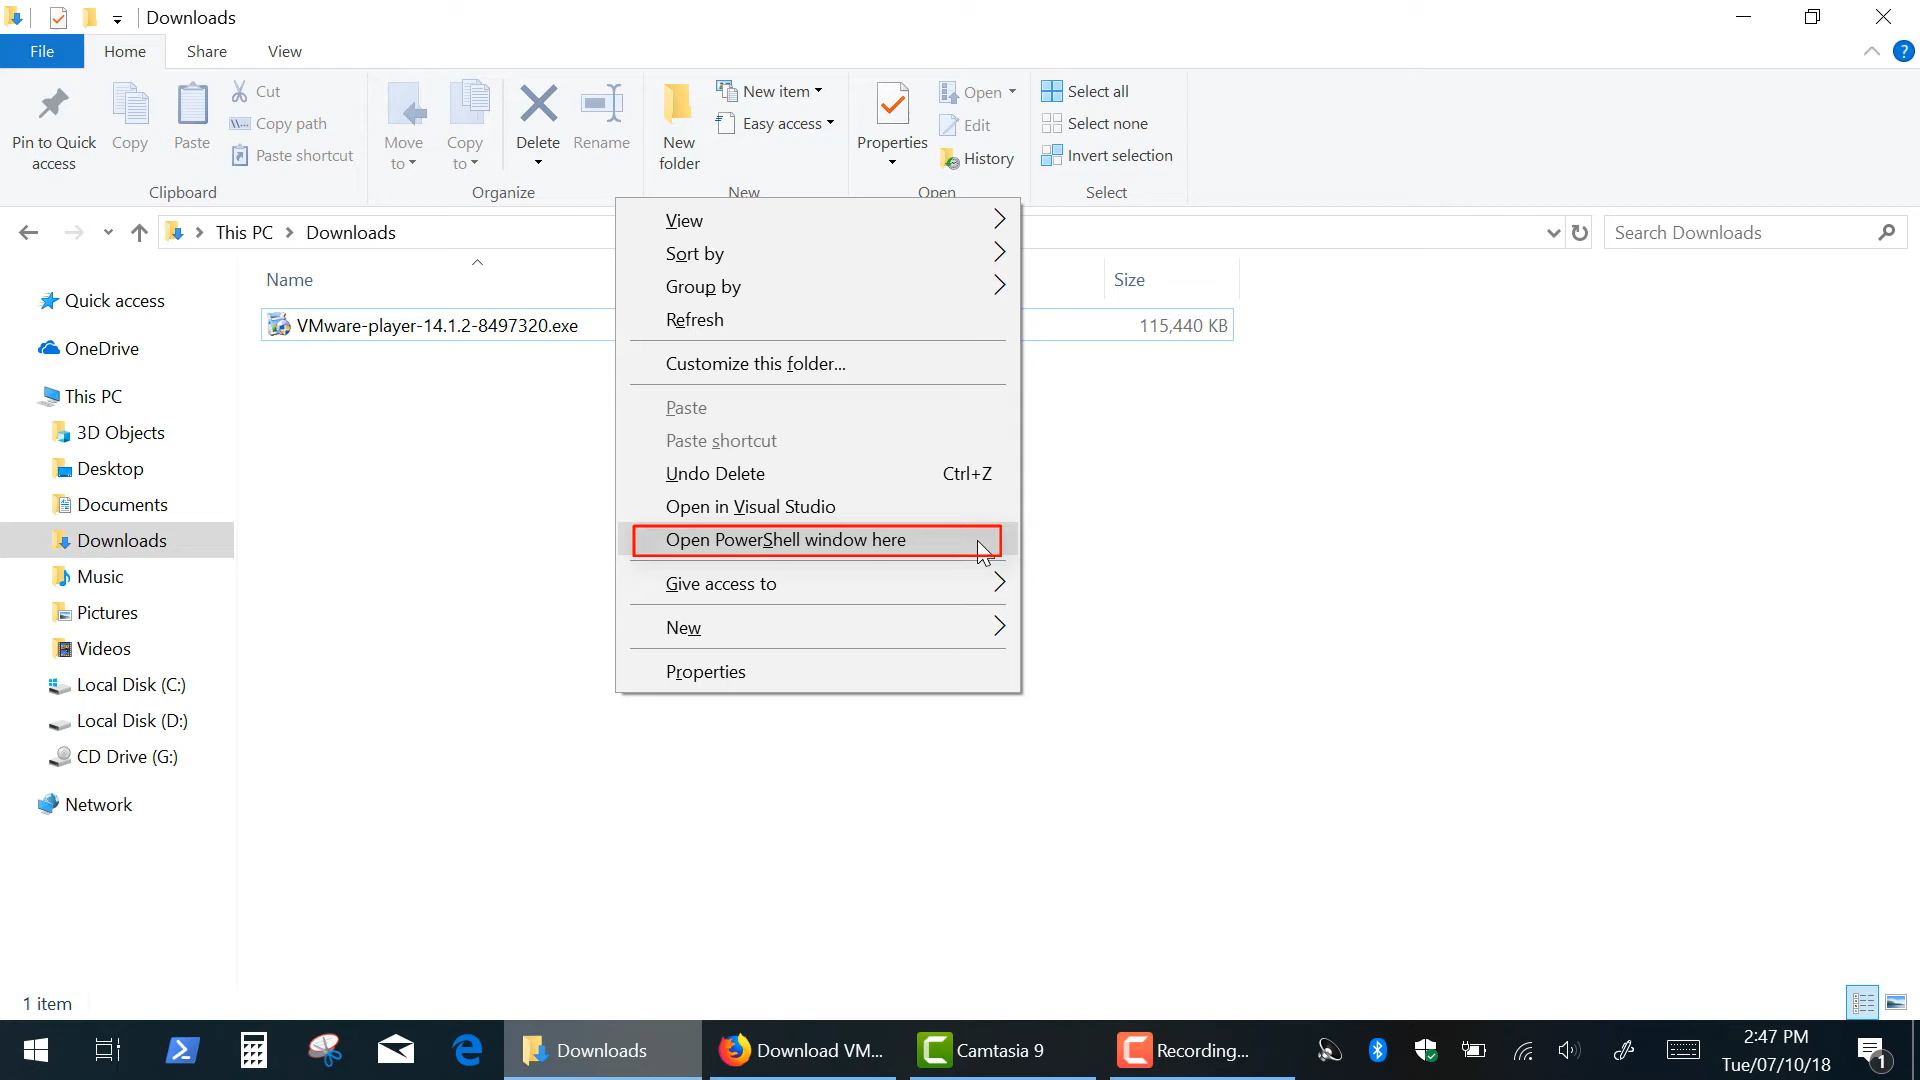 Downloads
File
Home
Share
View
?
Pin to Quick
access
Copy
Paste
Cut
Copy path
Paste shortcut
Clipboard
Move
to
Copy
to
Delete
Rename
Organize
New
folder
New item
Easy access
New
Properties
Open
Edit
History
Open
Select all
Select none
Invert selection
Select
This PC
Downloads
Search Downloads
Name
Size
VMware-player-14.1.2-8497320.exe
115,440 KB
Quick access
OneDrive
This PC
3D Objects
Desktop
Documents
Downloads
Music
Pictures
Videos
Local Disk (C:)
Local Disk (D:)
CD Drive (G:)
Network
View
Sort by
Group by
Refresh
Customize this folder...
Paste
Paste shortcut
Undo Delete Ctrl+Z
Open in Visual Studio
Open PowerShell window here
Give access to
New
Properties
1 item
Downloads
Download VM...
Camtasia 9
Recording...
2:47 PM
Tue/07/10/18
1